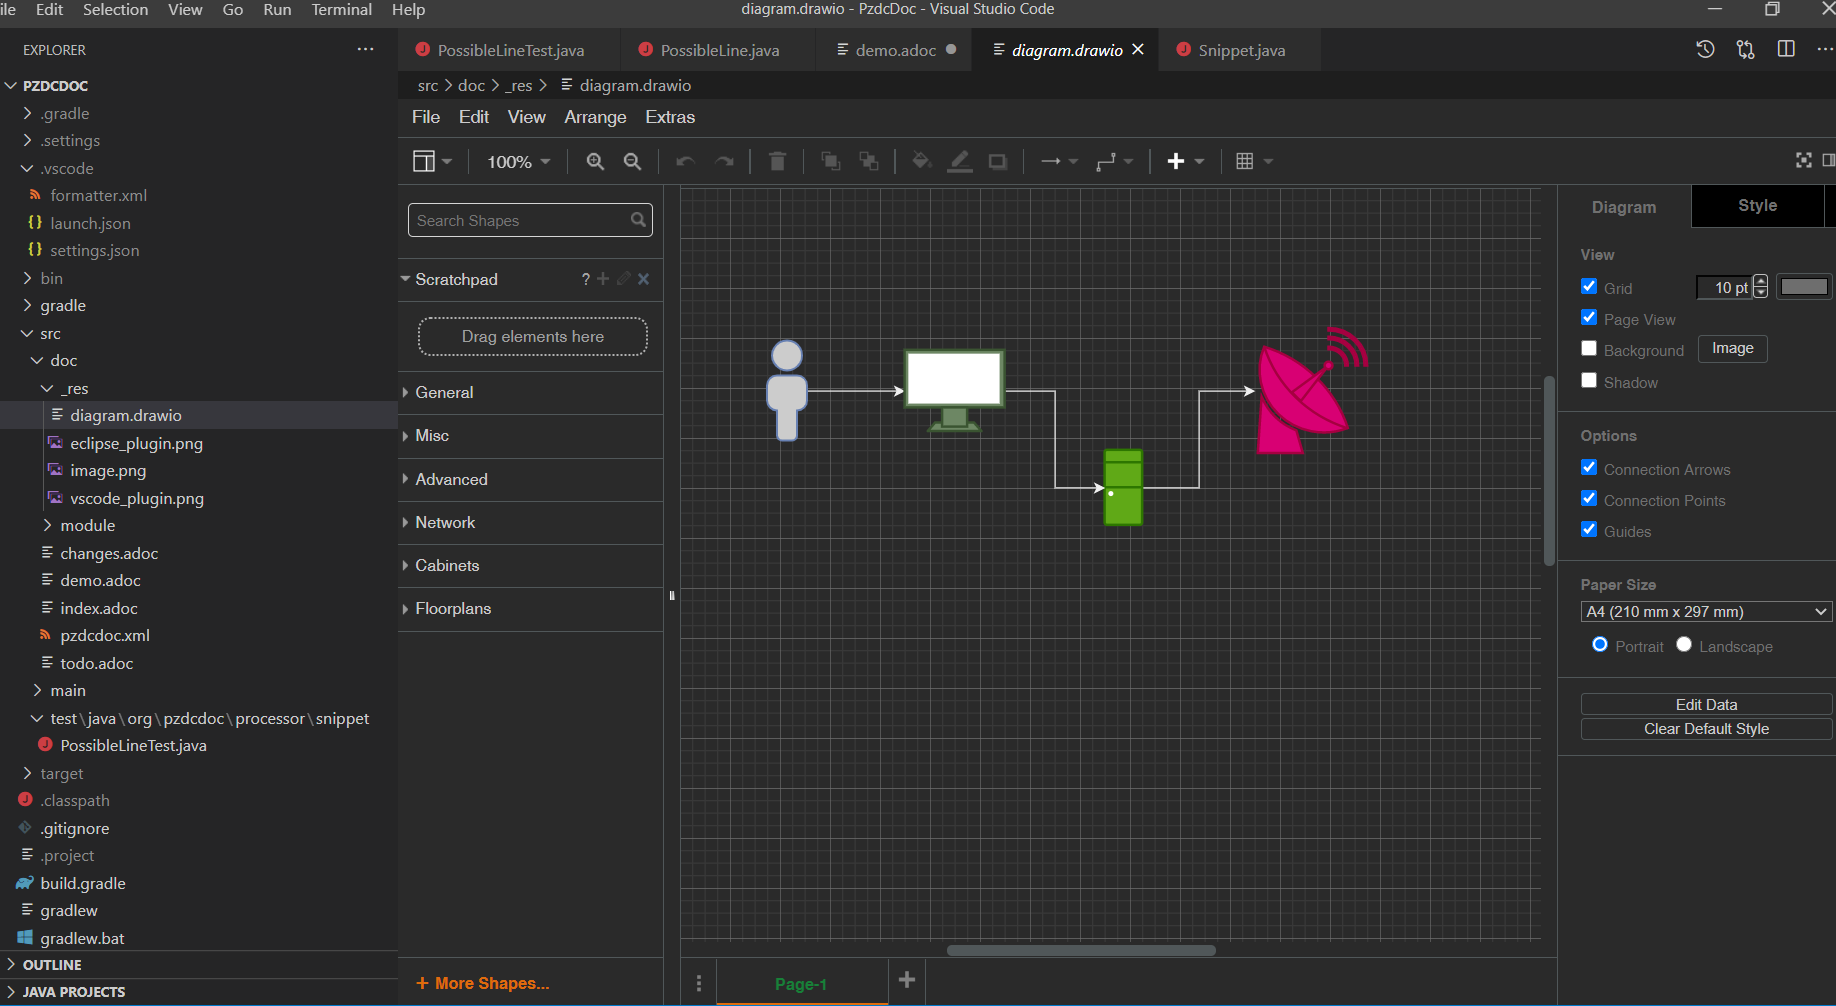 ile Edit Selection View Go Run Terminal Help
diagram.drawio - PzdcDoc - Visual Studio Code
EXPLORER
PZDCDOC
.gradle
.settings
.vscode
formatter.xml
launch.json
settings.json
bin
gradle
src
doc
_res
diagram.drawio
eclipse_plugin.png
image.png
vscode_plugin.png
module
changes.adoc
demo.adoc
index.adoc
pzdcdoc.xml
todo.adoc
main
test\java\org\pzdcdoc\processor\snippet
PossibleLineTest.java
target
.classpath
.gitignore
.project
build.gradle
gradlew
gradlew.bat
OUTLINE
JAVA PROJECTS
PossibleLineTest.java PossibleLine.java demo.adoc diagram.drawio Snippet.java
src > doc > _res > diagram.drawio
File Edit View Arrange Extras
100%
Search Shapes
Scratchpad ?
Drag elements here
General
Misc
Advanced
Network
Cabinets
Floorplans
+ More Shapes...
Page-1
Diagram Style
View
Grid 10 pt
Page View
Background Image
Shadow
Options
Connection Arrows
Connection Points
Guides
Paper Size
A4 (210 mm x 297 mm)
Portrait Landscape
Edit Data
Clear Default Style